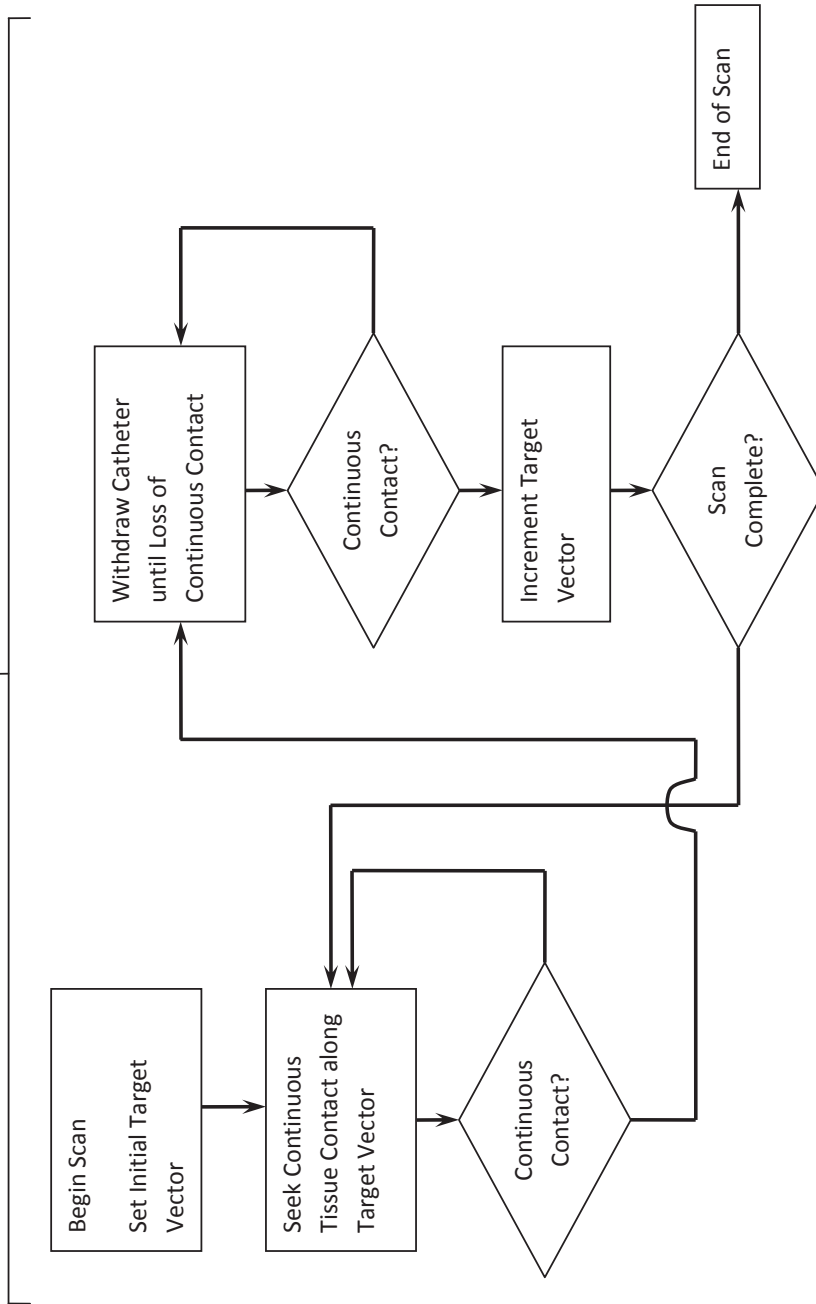 Begin Scan
Set Initial Target
Vector
Seek Continuous
Tissue Contact along
Target Vector
Continuous
Contact?
Withdraw Catheter
until Loss of
Continuous Contact
Continuous
Contact?
Increment Target
Vector
Scan
Complete?
End of Scan